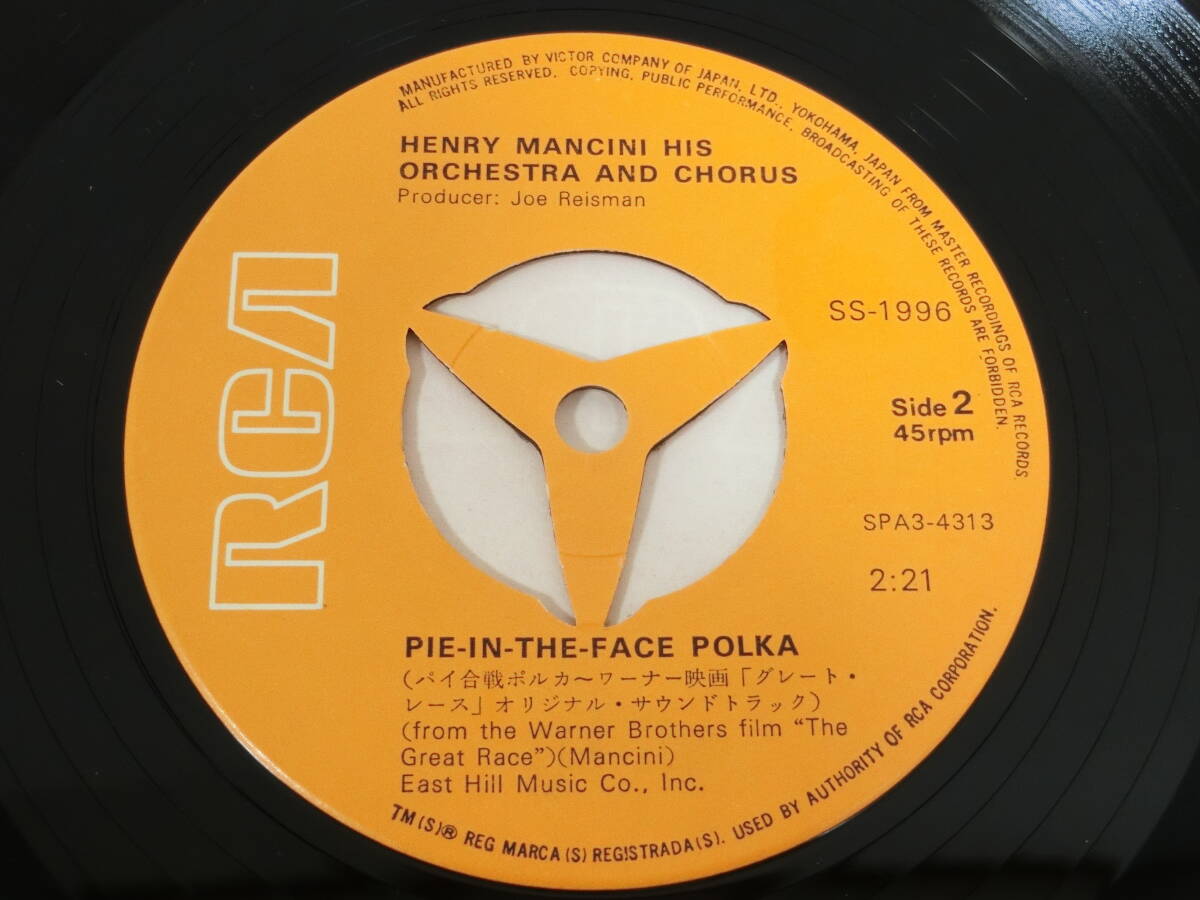 MANUFACTURED BY VICTOR COMPANY OF JAPAN, LTD., YOKOHAMA, JAPAN FROM MASTER RECORDINGS OF RCA RECORDS.
ALL RIGHTS RESERVED. COPYING, PUBLIC PERFORMANCE, BROADCASTING OF THESE RECORDS ARE FORBIDDEN.
HENRY MANCINI HIS
ORCHESTRA AND CHORUS
Producer: Joe Reisman
RCA
SS-1996
Side 2
45rpm
SPA3-4313
2:21
PIE-IN-THE-FACE POLKA
(パイ合戦ポルカ〜ワーナー映画「グレート・
レース」オリジナル・サウンドトラック)
(from the Warner Brothers film “The
Great Race”)(Mancini)
East Hill Music Co., Inc.
TM(S)® REG MARCA(S) REGISTRADA(S). USED BY AUTHORITY OF RCA CORPORATION.